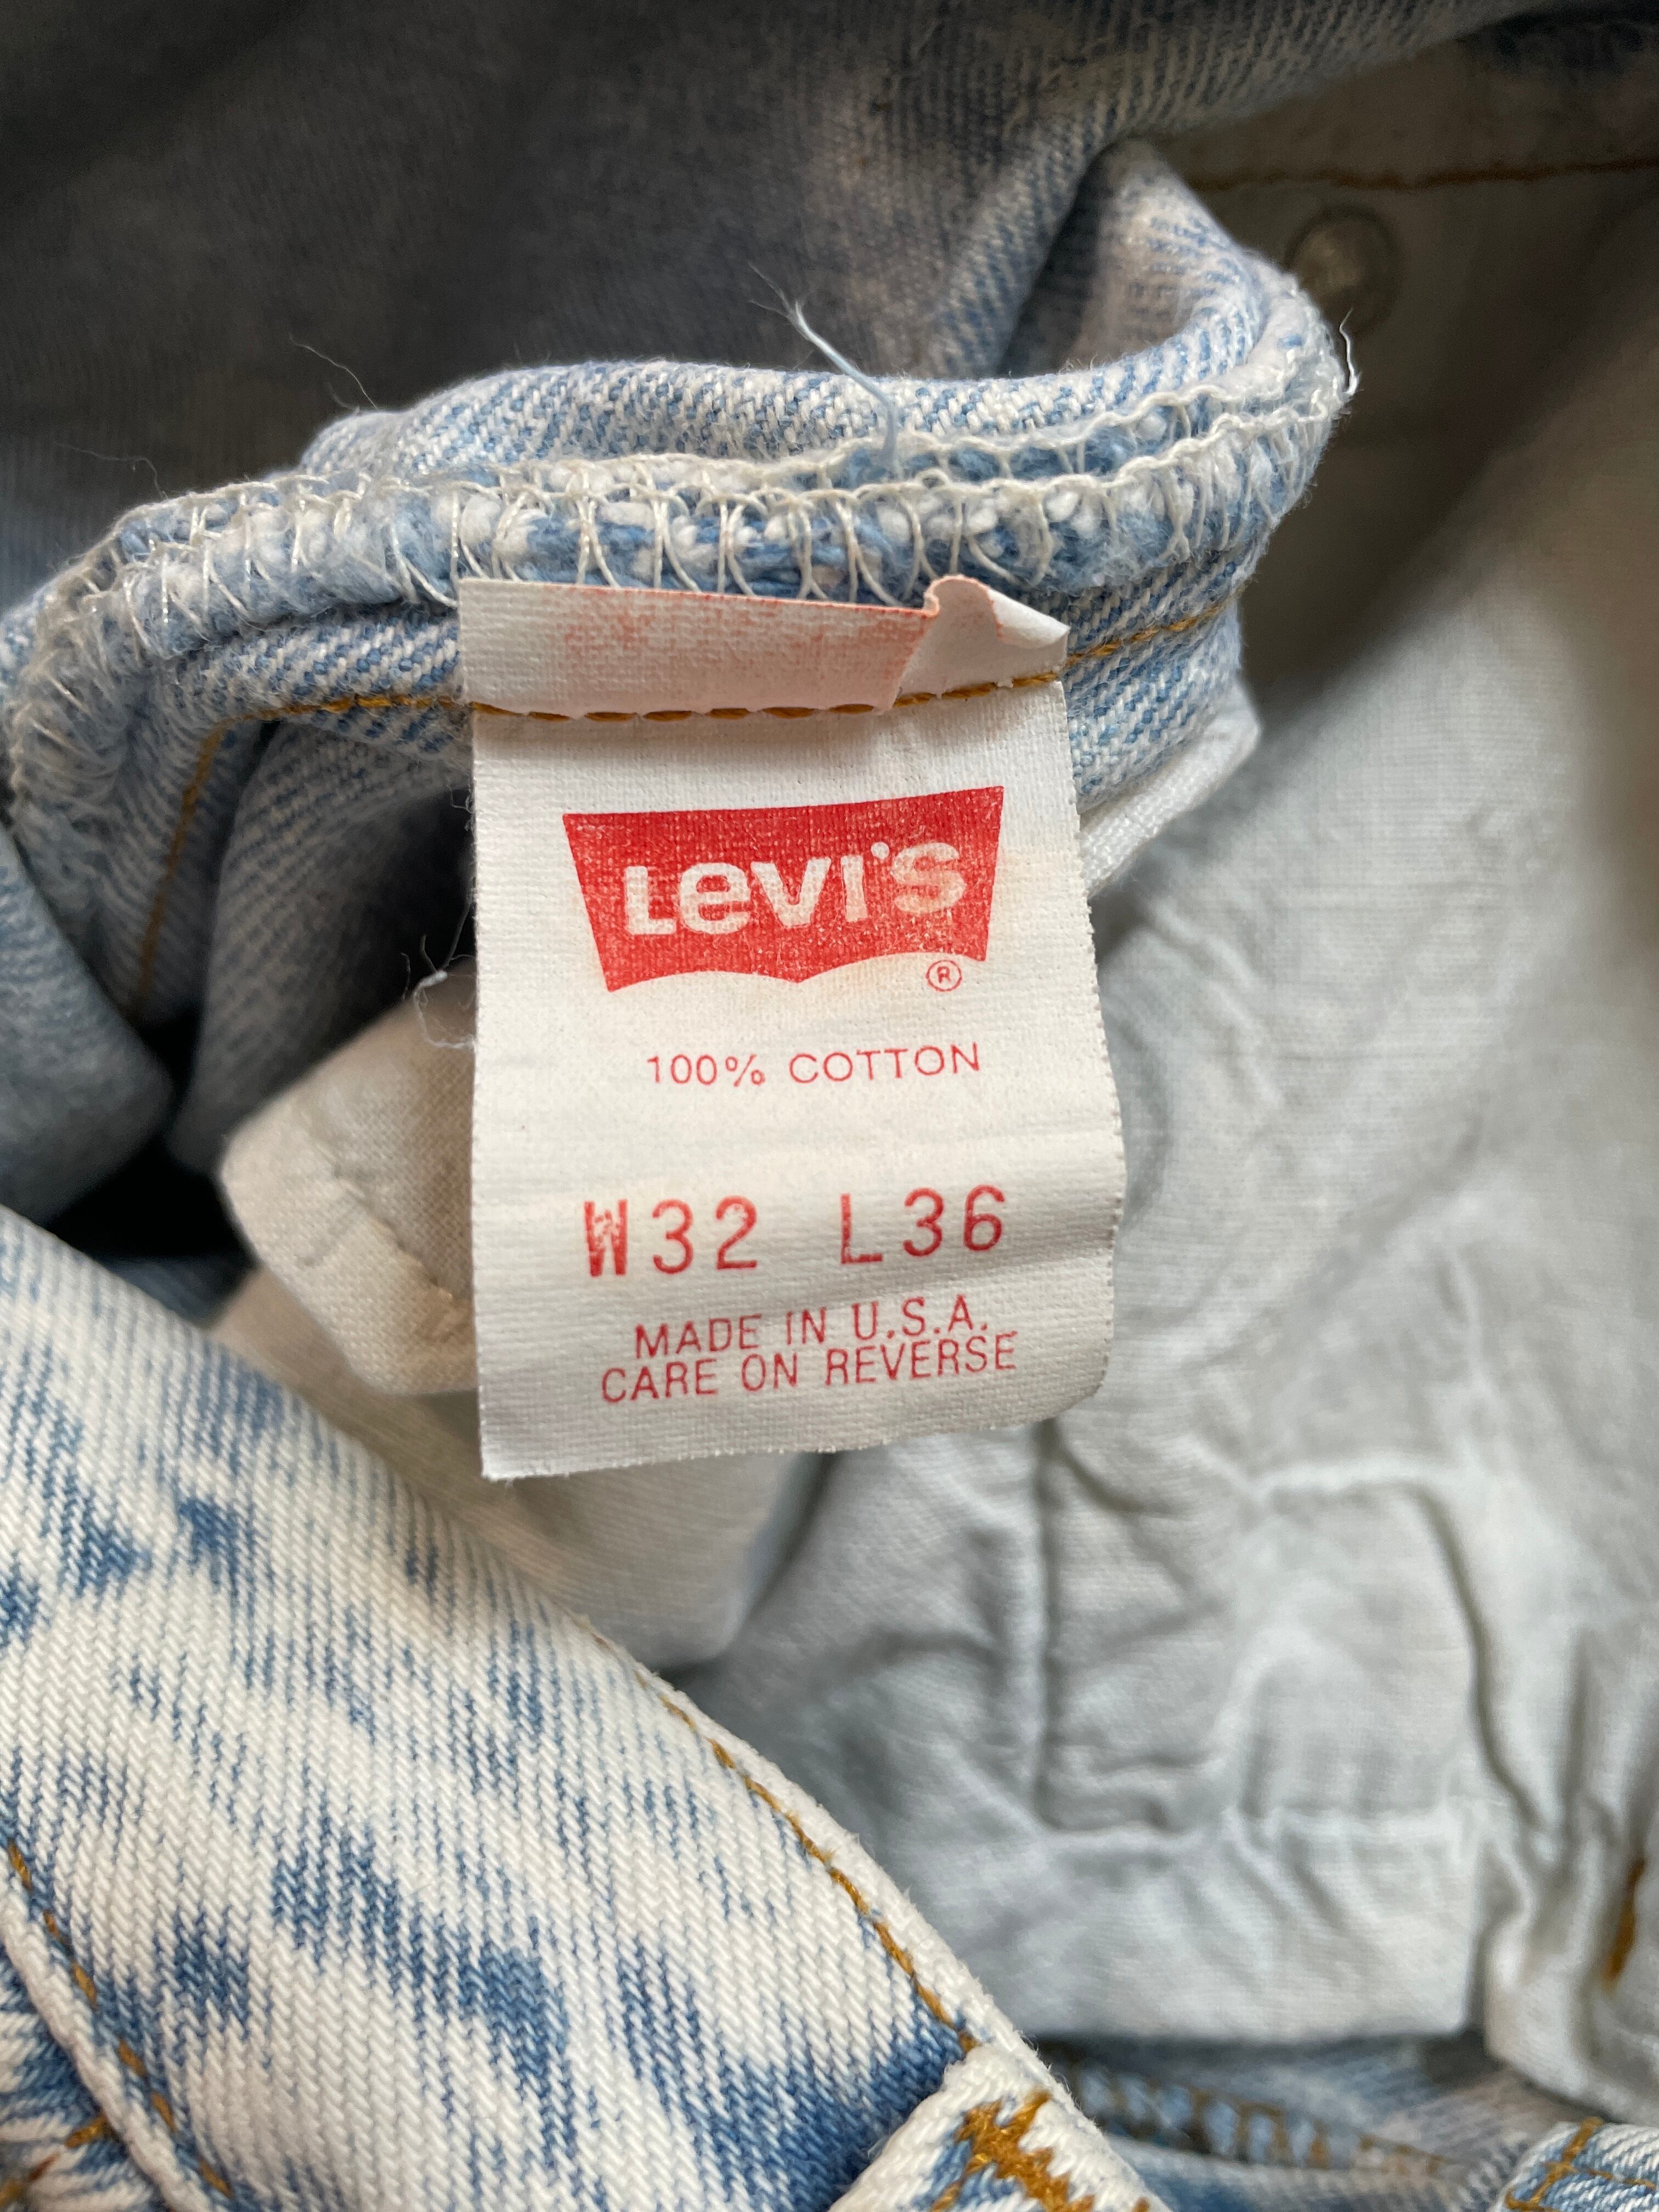 Levi's
®
100% COTTON
W32 L36
MADE IN U.S.A.
CARE ON REVERSE